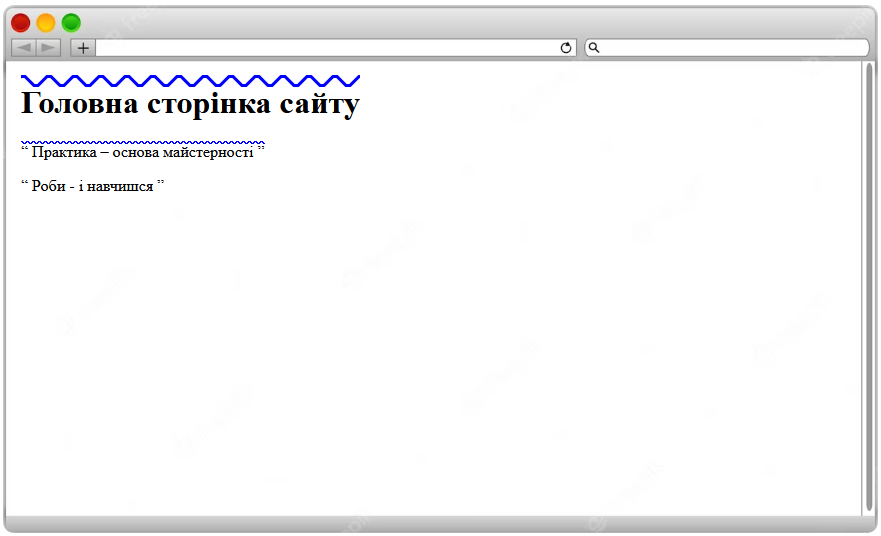 Головна сторінка сайту
“ Практика – основа майстерності ”
“ Роби - і навчишся ”